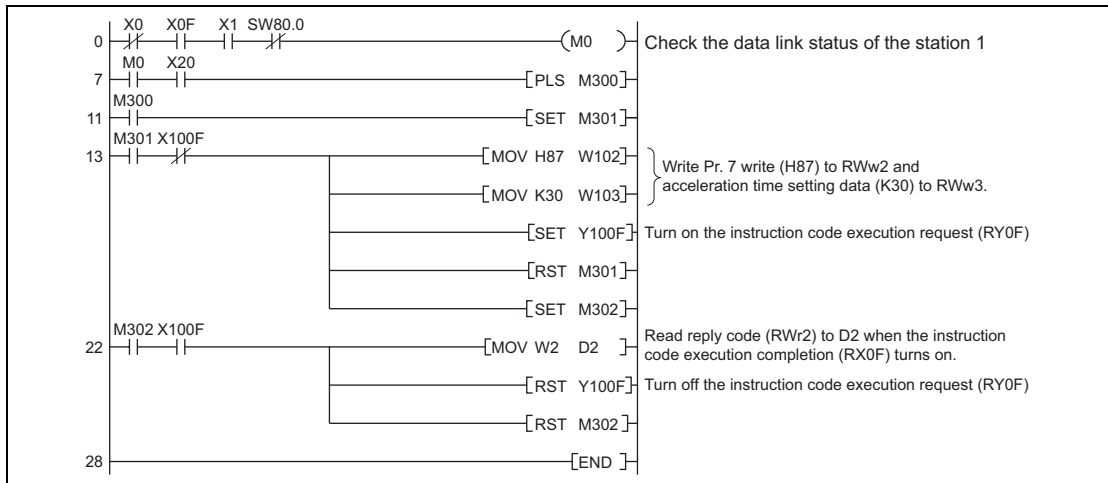 X0 X0F X1 SW80.0
0 M0 Check the data link status of the station 1
M0 X20
7 PLS M300
M300
11 SET M301
M301 X100F
13 MOV H87 W102
Write Pr. 7 write (H87) to RWw2 and
MOV K30 W103 acceleration time setting data (K30) to RWw3.
SET Y100F Turn on the instruction code execution request (RY0F)
RST M301
SET M302
M302 X100F
22 MOV W2 D2 Read reply code (RWr2) to D2 when the instruction
code execution completion (RX0F) turns on.
RST Y100F Turn off the instruction code execution request (RY0F)
RST M302
28 END